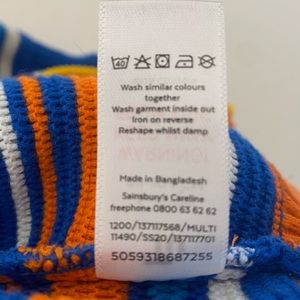 40
Wash similar colours
together
Wash garment inside out
Iron on reverse
Reshape whilst damp
Made in Bangladesh
Sainsbury's Careline
freephone 0800 63 62 62
1200/137117568/MULTI
11490/SS20/137117701
5059318687255